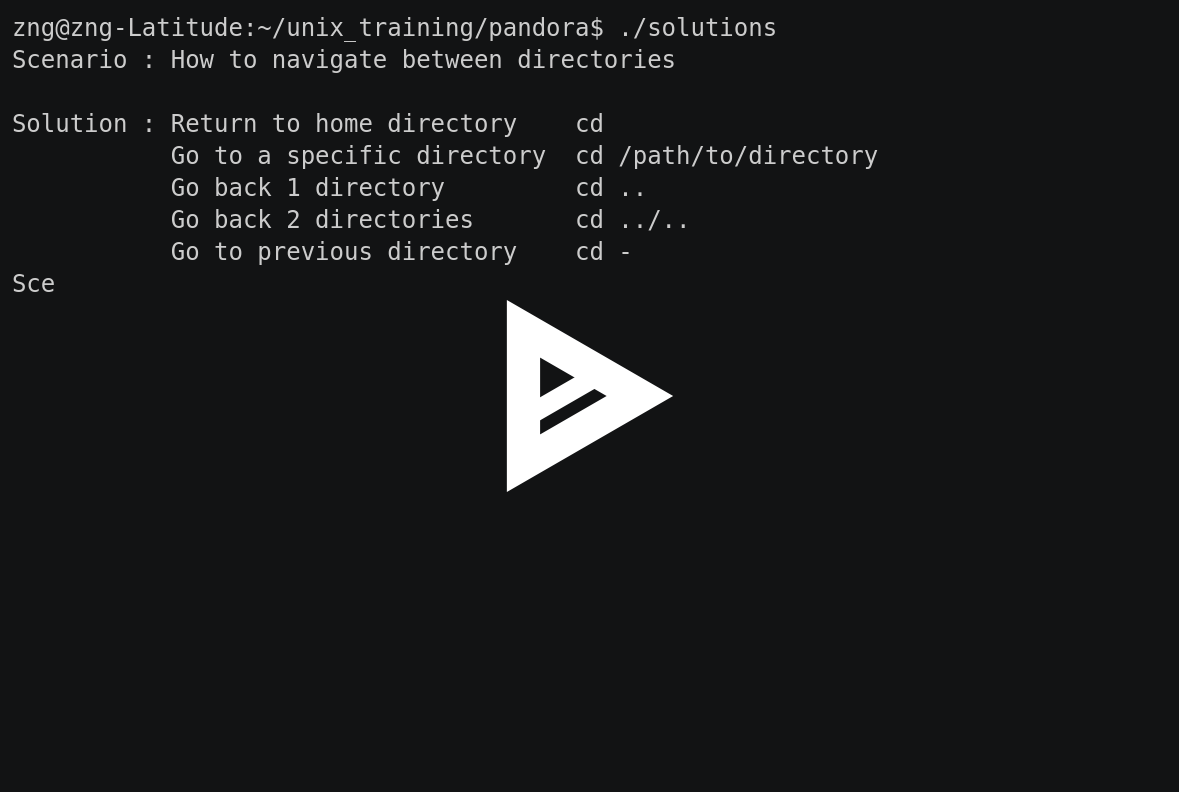 zng@zng-Latitude:~/unix_training/pandora$ ./solutions
Scenario : How to navigate between directories
Solution : Return to home directory    cd
           Go to a specific directory  cd /path/to/directory
           Go back 1 directory         cd ..
           Go back 2 directories       cd ../..
           Go to previous directory    cd -
Sce